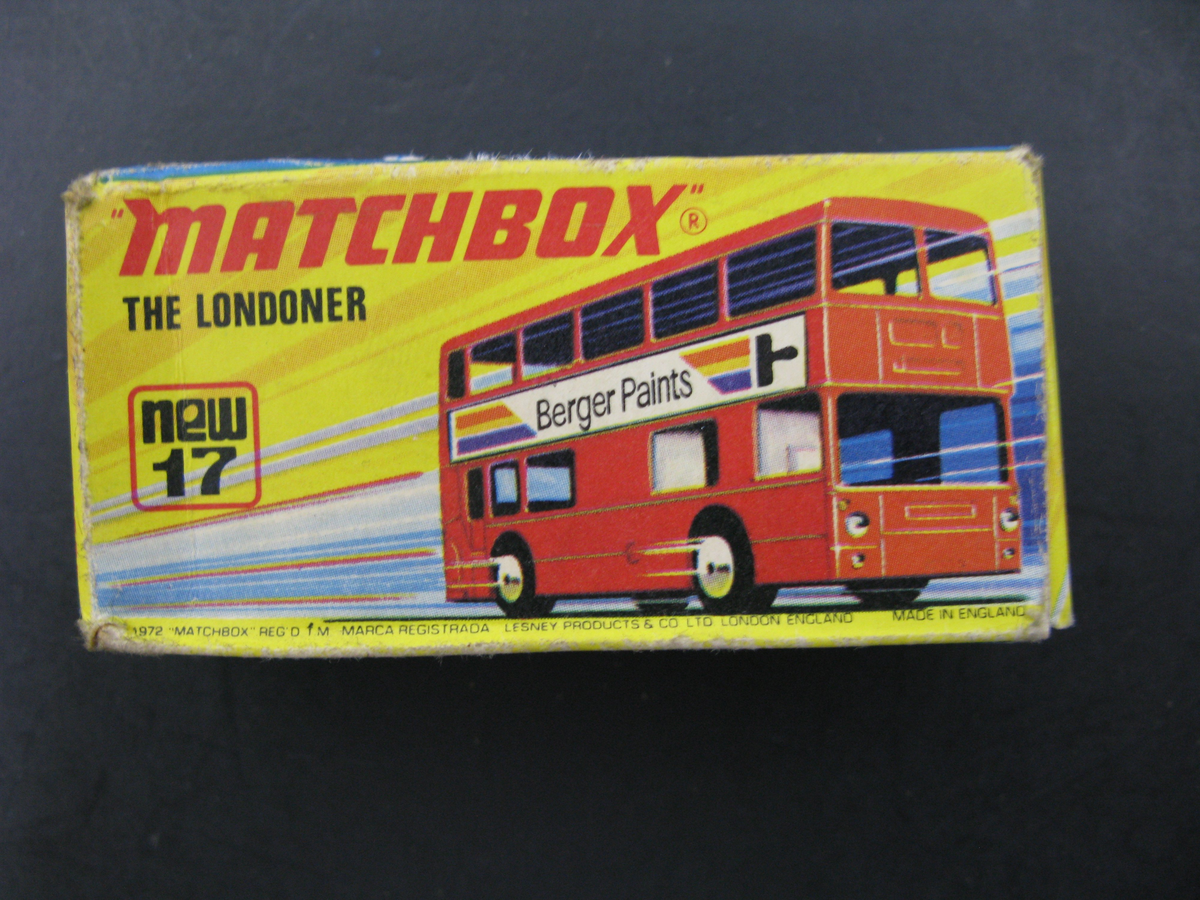 "MATCHBOX"®
THE LONDONER
new
17
Berger Paints
1972 "MATCHBOX" REG'D TM MARCA REGISTRADA LESNEY PRODUCTS & CO LTD LONDON ENGLAND MADE IN ENGLAND